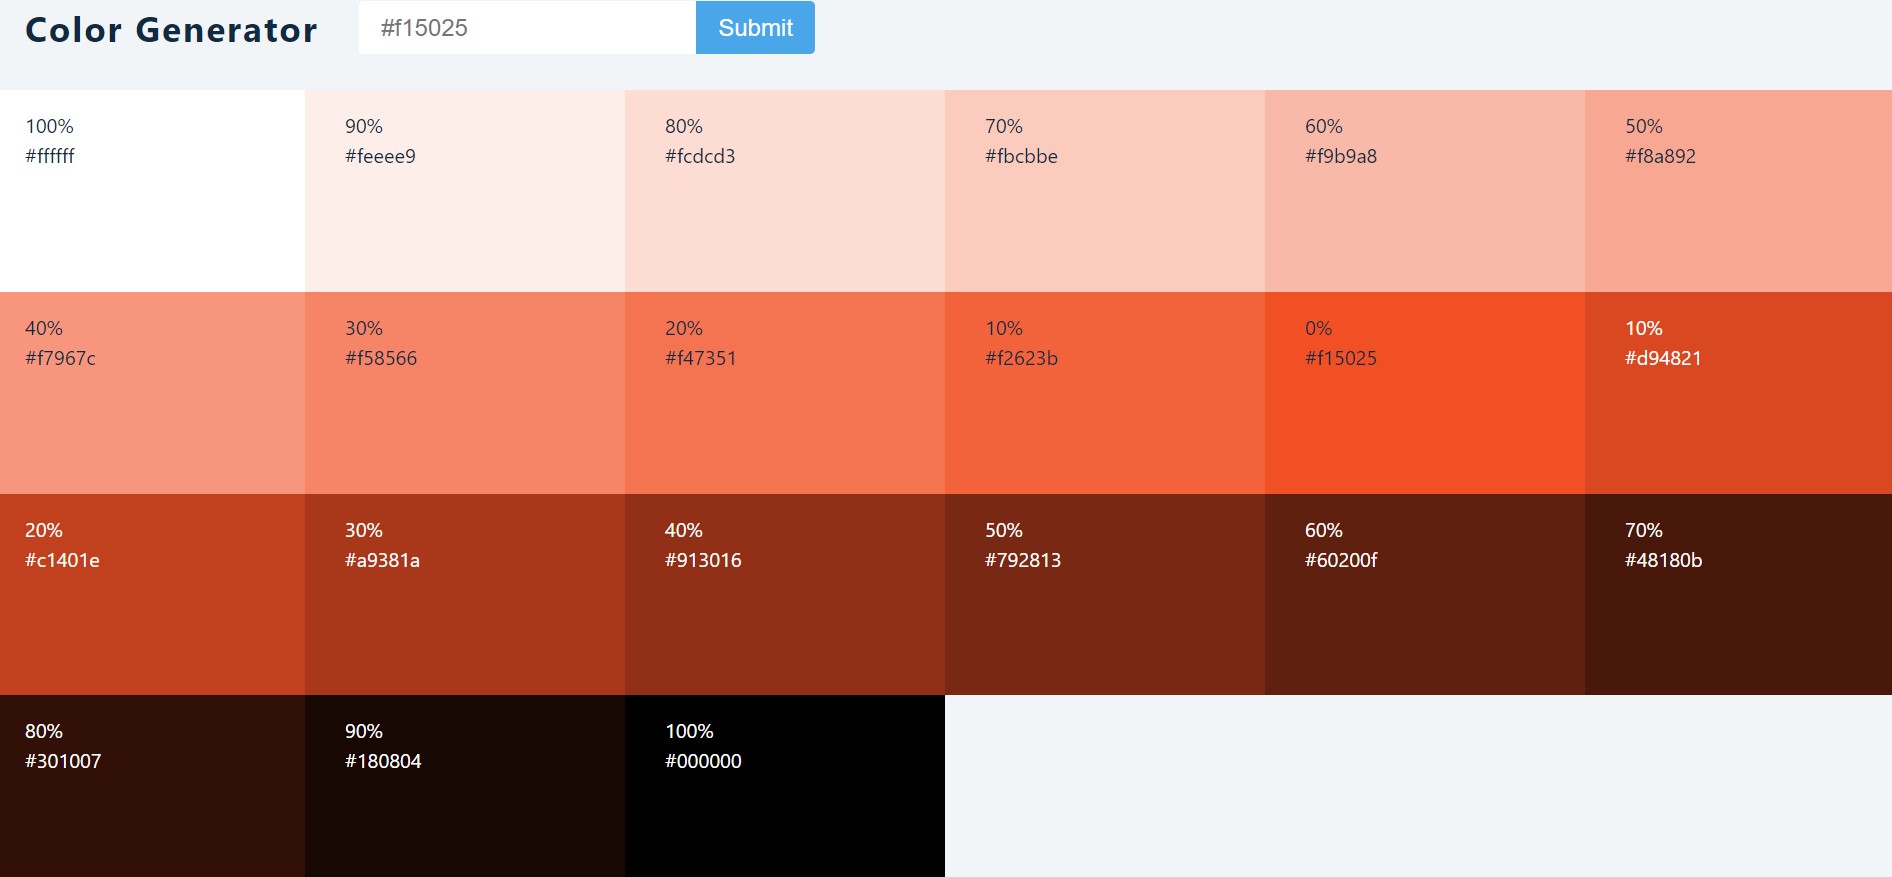 Color Generator
#f15025
Submit
100%
#ffffff
90%
#feeee9
80%
#fcdcd3
70%
#fbcbbe
60%
#f9b9a8
50%
#f8a892
40%
#f7967c
30%
#f58566
20%
#f47351
10%
#f2623b
0%
#f15025
10%
#d94821
20%
#c1401e
30%
#a9381a
40%
#913016
50%
#792813
60%
#60200f
70%
#48180b
80%
#301007
90%
#180804
100%
#000000